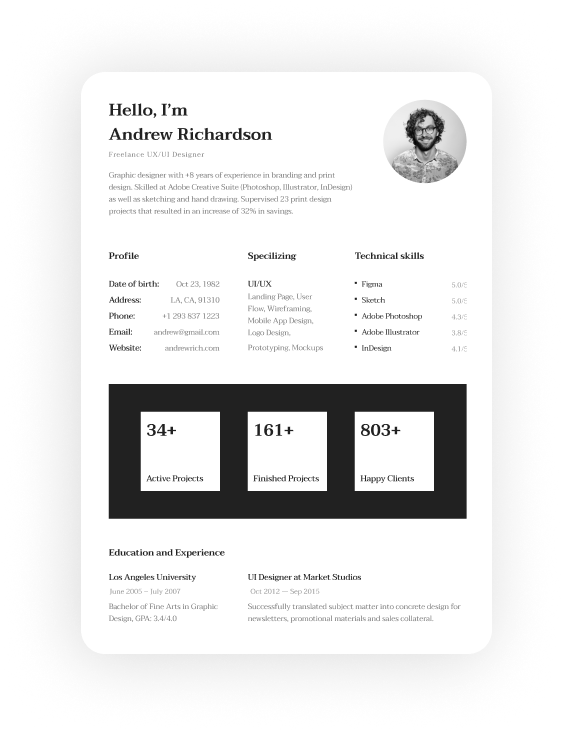 Hello, I'm
Andrew Richardson
Freelance UX/UI Designer
Graphic designer with +8 years of experience in branding and print
design. Skilled at Adobe Creative Suite (Photoshop, Illustrator, InDesign)
as well as sketching and hand drawing. Supervised 23 print design
projects that resulted in an increase of 32% in savings.
Profile
Date of birth: Oct 23, 1982
Address: LA, CA, 91310
Phone: +1 293 837 1223
Email: andrew@gmail.com
Website: andrewrich.com
Specilizing
UI/UX
Landing Page, User
Flow, Wireframing,
Mobile App Design,
Logo Design,
Prototyping, Mockups
Technical skills
• Figma 5.0/5
• Sketch 5.0/5
• Adobe Photoshop 4.3/5
• Adobe Illustrator 3.8/5
• InDesign 4.1/5
34+
Active Projects
161+
Finished Projects
803+
Happy Clients
Education and Experience
Los Angeles University
June 2005 – July 2007
Bachelor of Fine Arts in Graphic
Design, GPA: 3.4/4.0
UI Designer at Market Studios
Oct 2012 — Sep 2015
Successfully translated subject matter into concrete design for
newsletters, promotional materials and sales collateral.